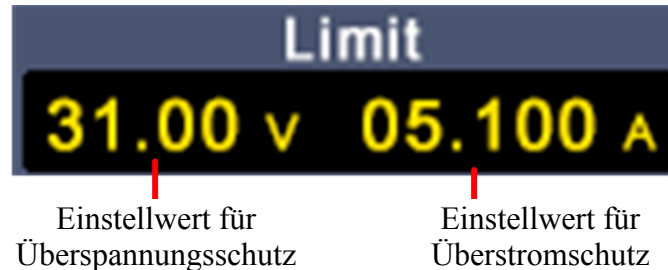 Limit
31.00 V 05.100 A
Einstellwert für Einstellwert für
Überspannungsschutz Überstromschutz